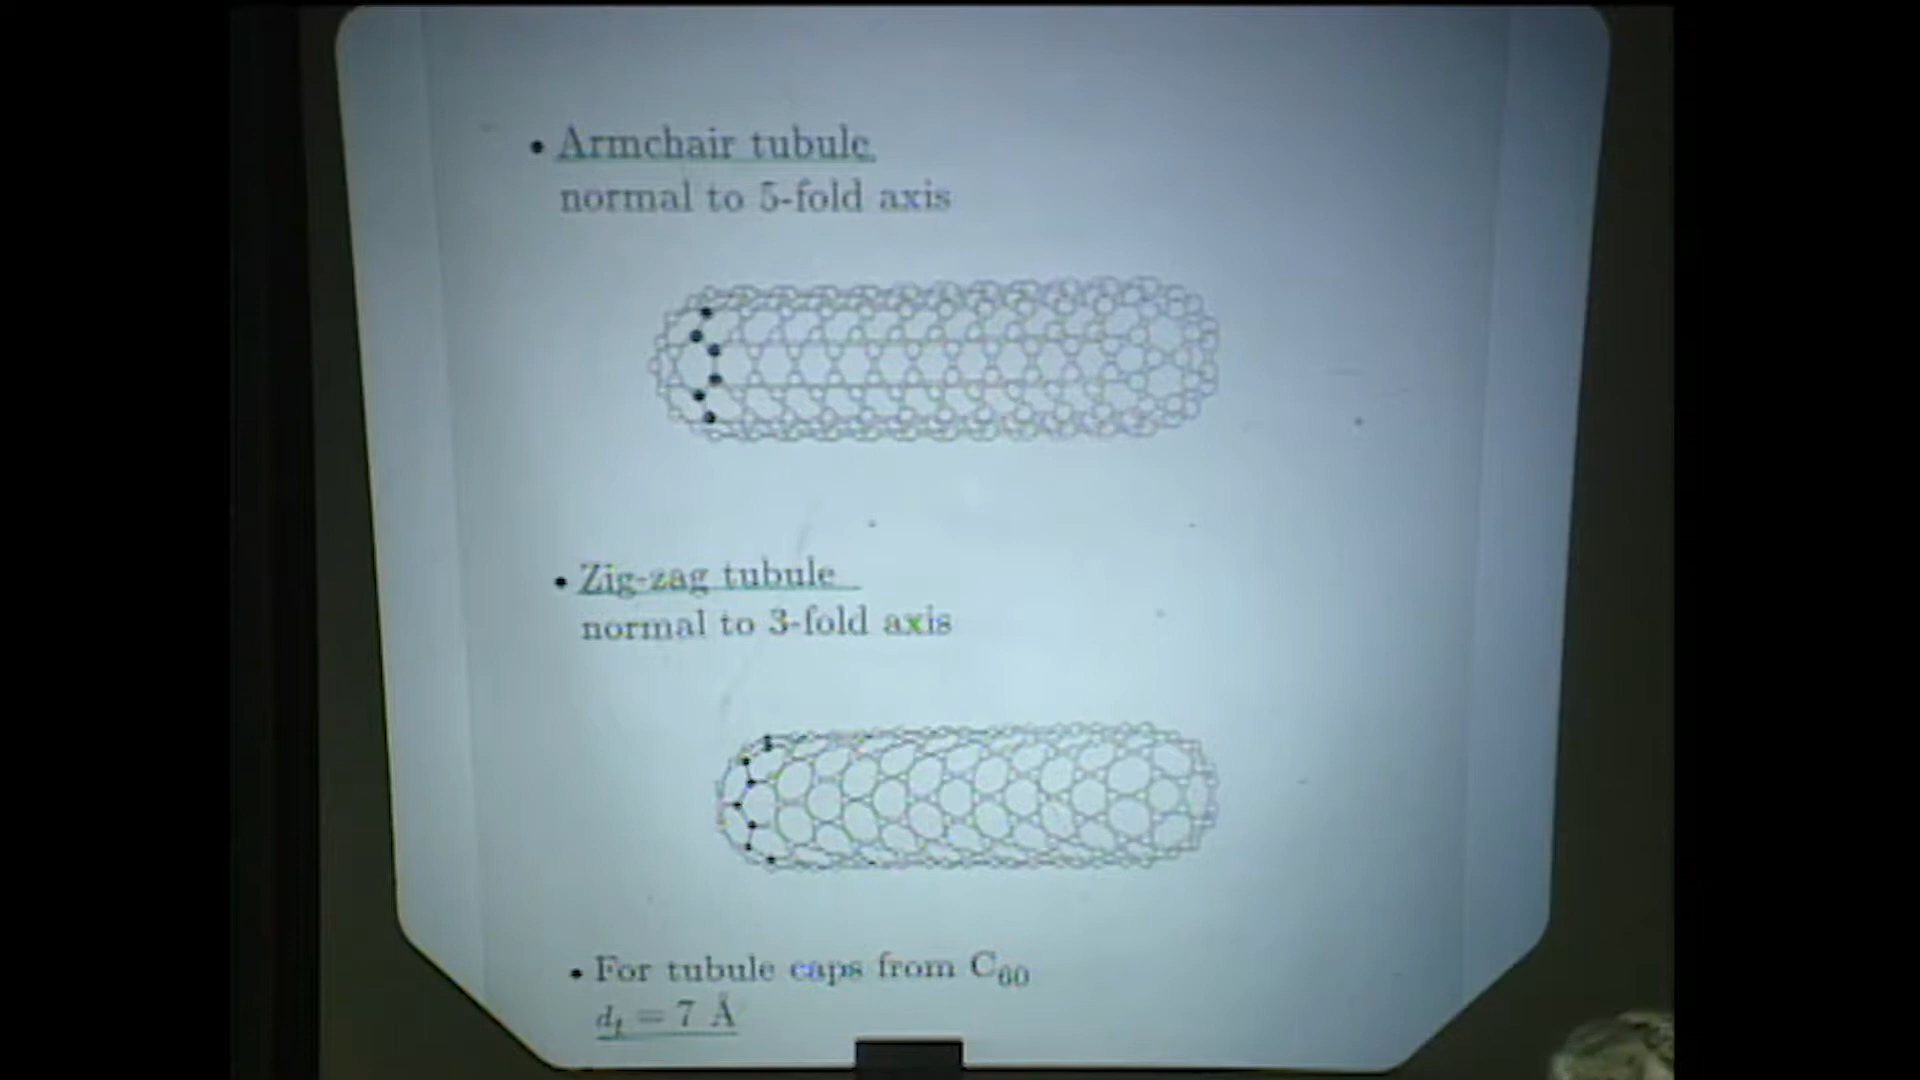 • Armchair tubule
normal to 5-fold axis
• Zig-zag tubule
normal to 3-fold axis
• For tubule caps from C₆₀
dₜ = 7 Å